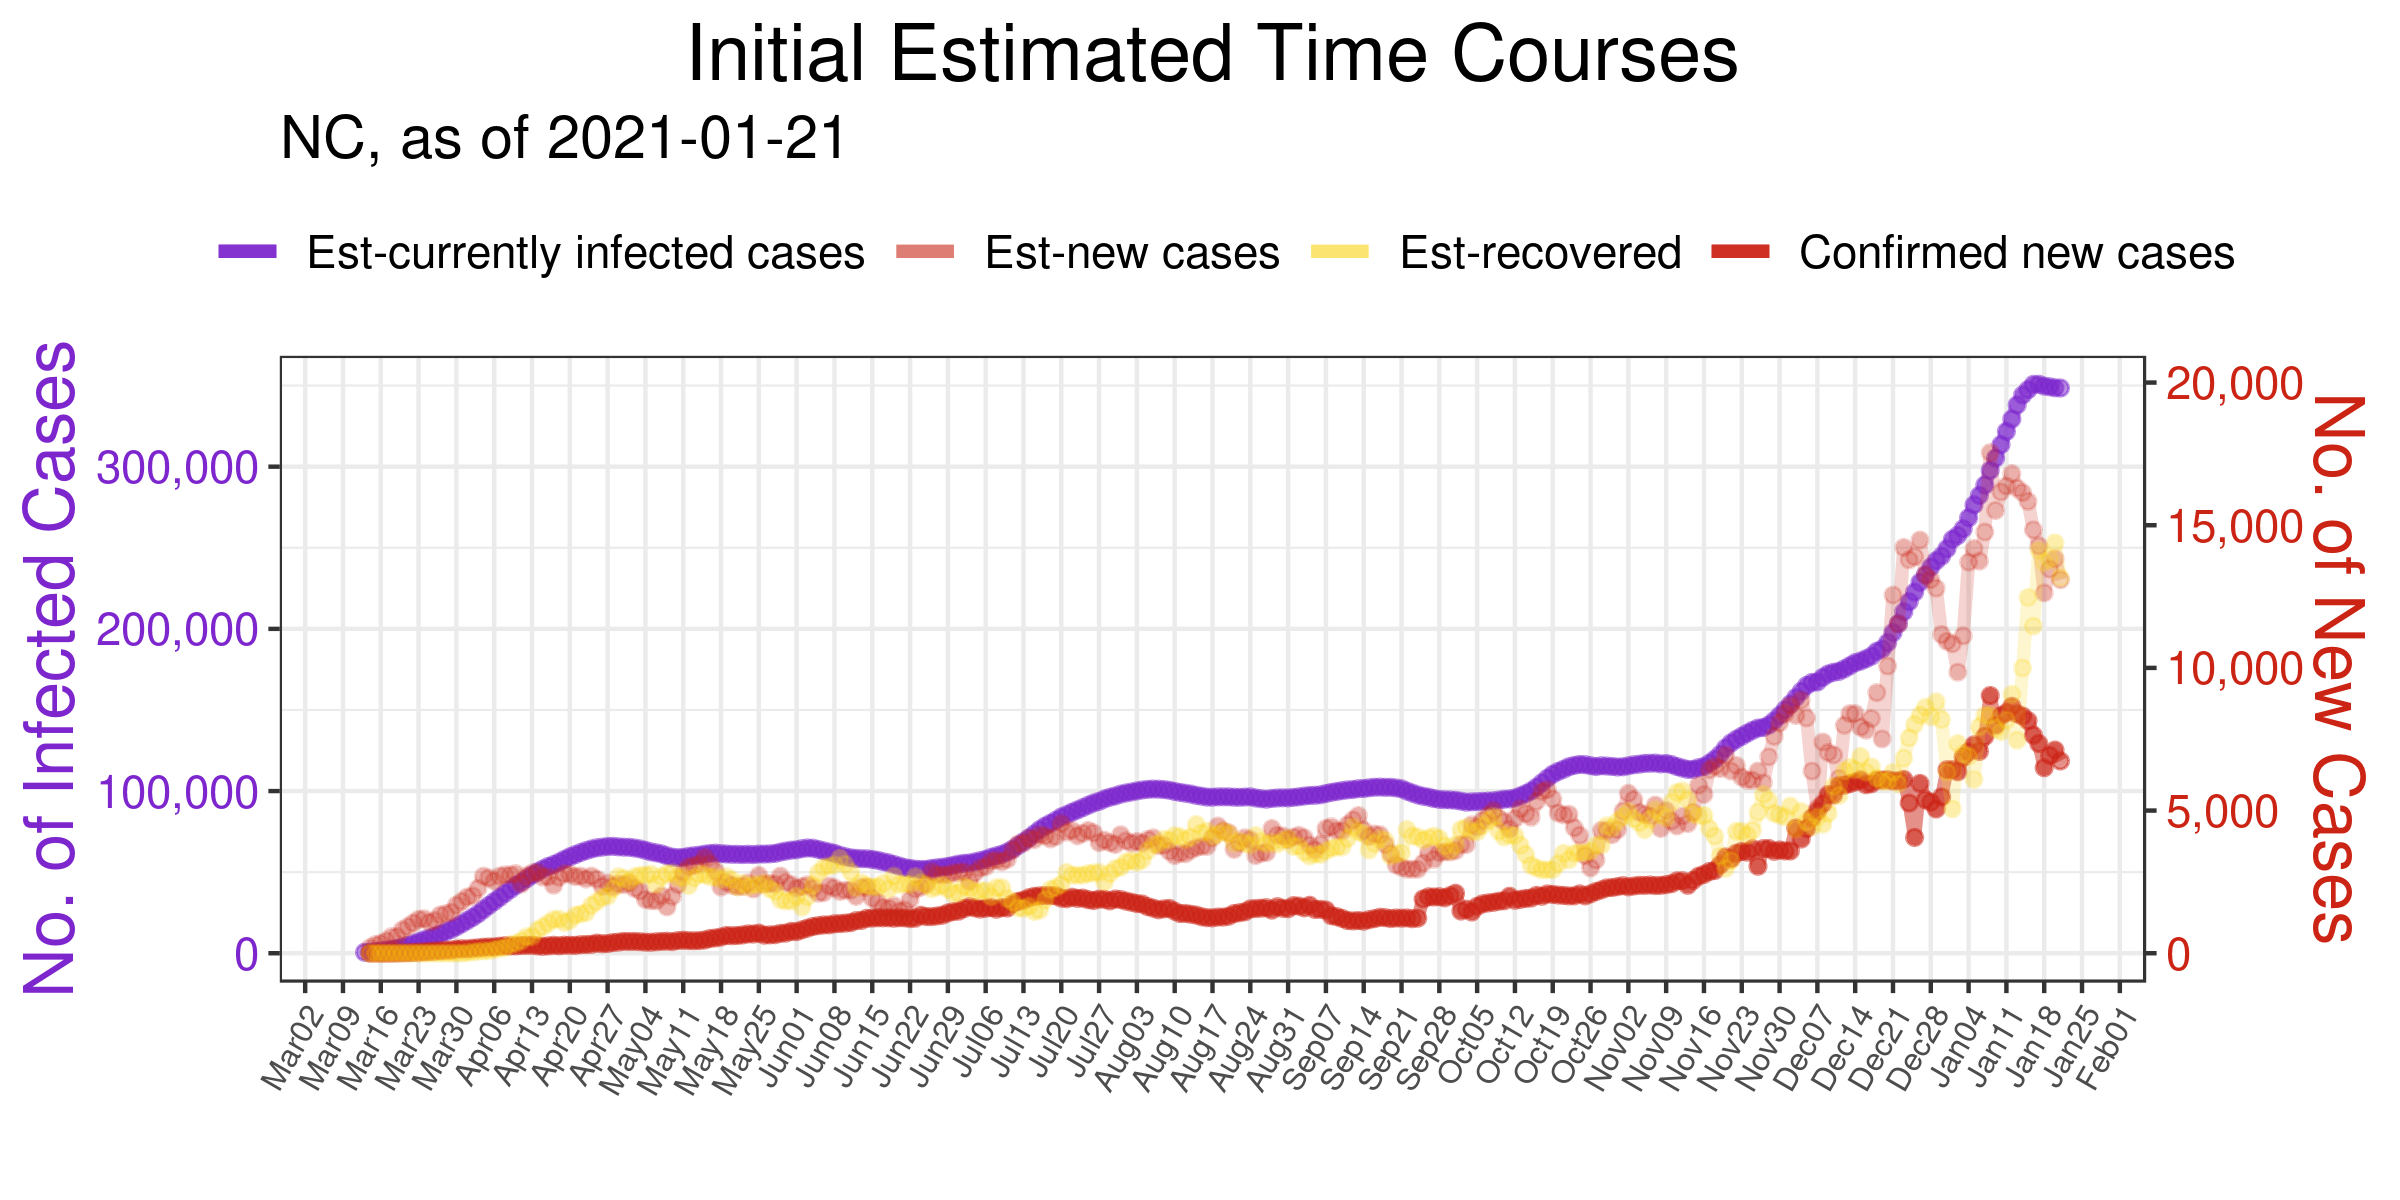 Initial Estimated Time Courses
NC, as of 2021-01-21
Est-currently infected cases
Est-new cases
Est-recovered
Confirmed new cases
No. of Infected Cases
300,000
200,000
100,000
0
20,000
15,000
10,000
5,000
0
No. of New Cases
Mar02
Mar09
Mar16
Mar23
Mar30
Apr06
Apr13
Apr20
Apr27
May04
May11
May18
May25
Jun01
Jun08
Jun15
Jun22
Jun29
Jul06
Jul13
Jul20
Jul27
Aug03
Aug10
Aug17
Aug24
Aug31
Sep07
Sep14
Sep21
Sep28
Oct05
Oct12
Oct19
Oct26
Nov02
Nov09
Nov16
Nov23
Nov30
Dec07
Dec14
Dec21
Dec28
Jan04
Jan11
Jan18
Jan25
Feb01